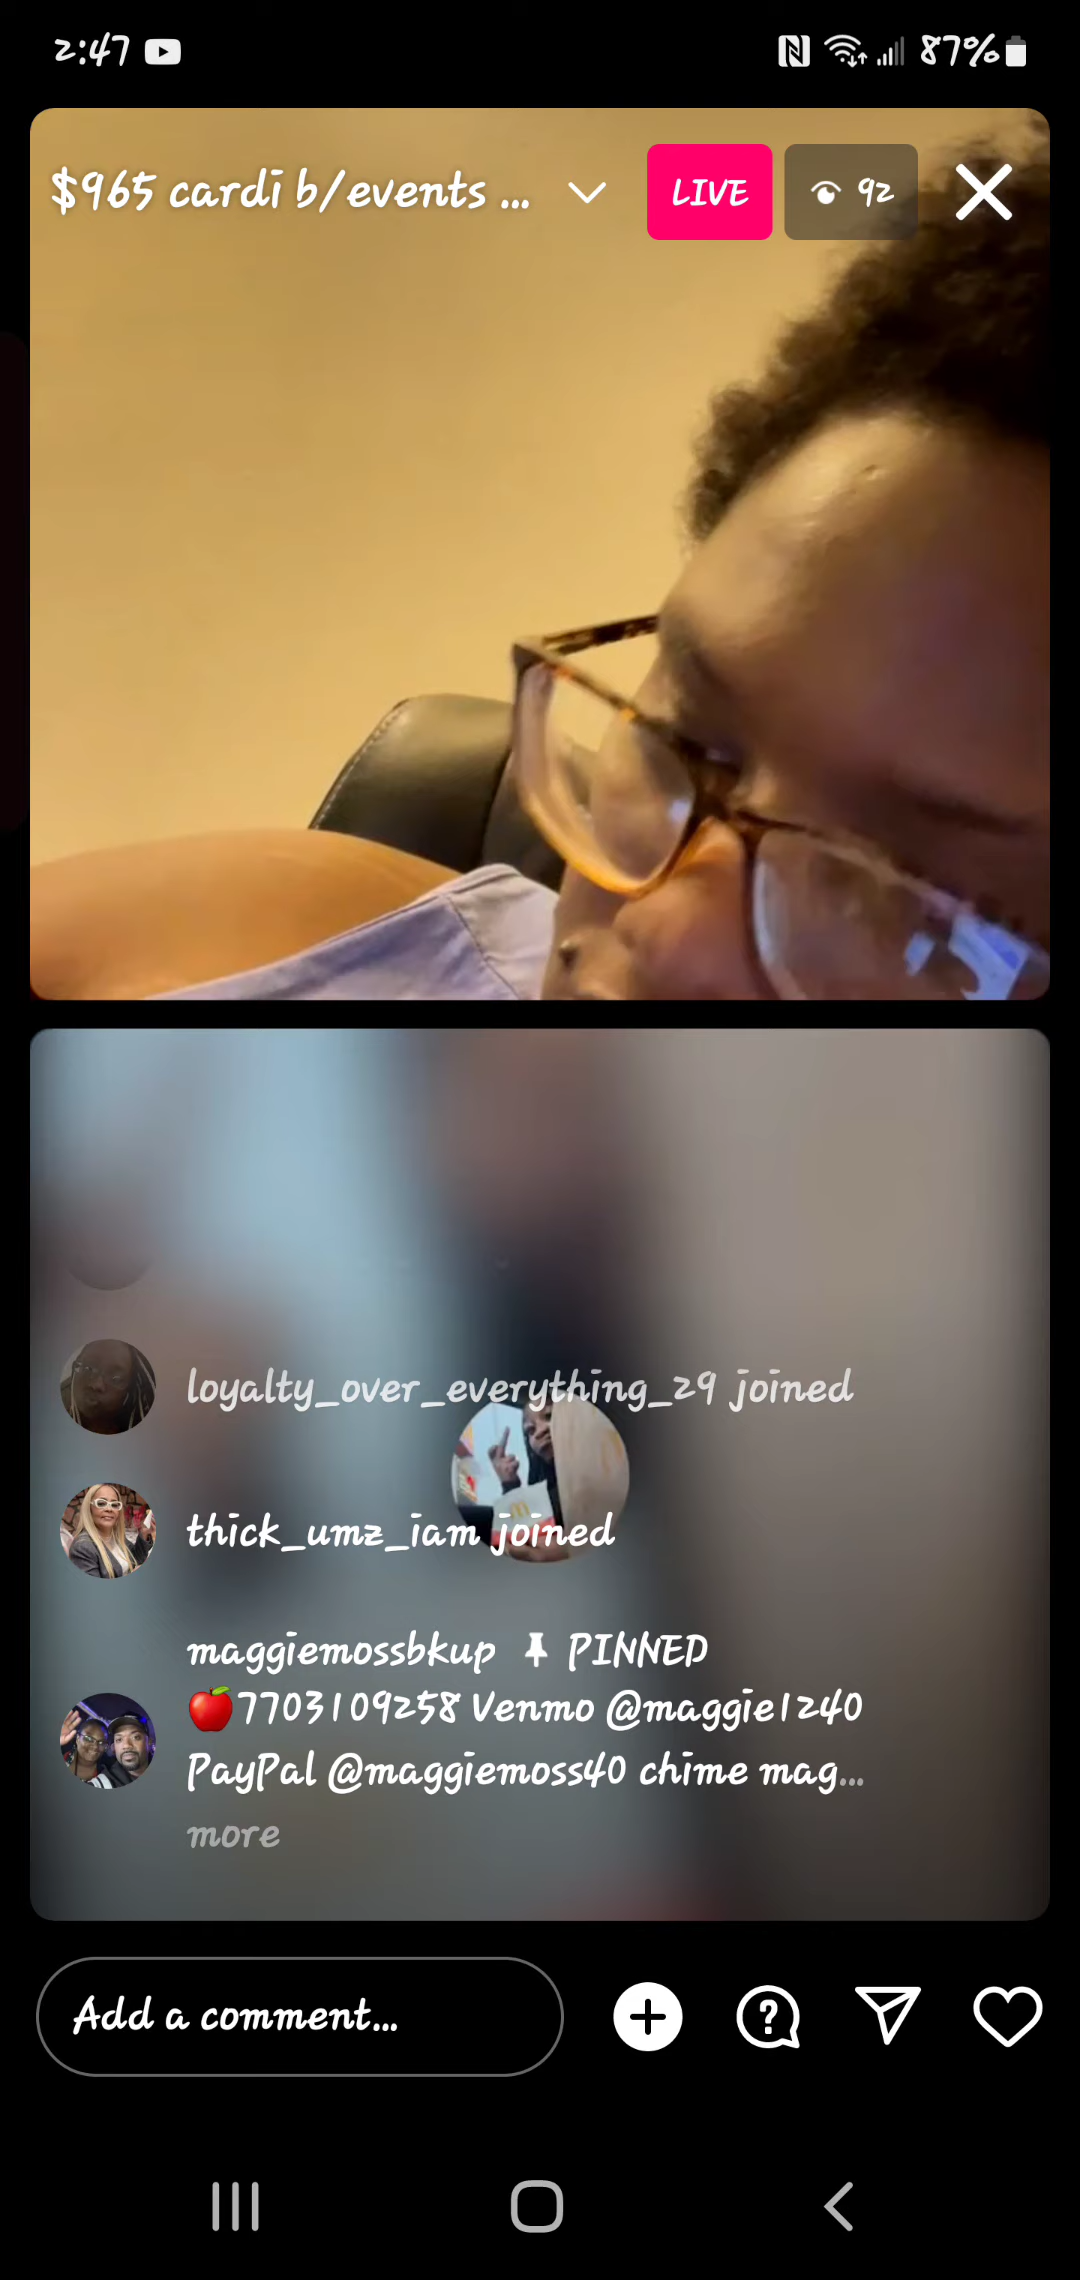 2:47
87%
$965 cardi b/events ...
LIVE
92
loyalty_over_everything_29 joined
thick_umz_iam joined
maggiemossbkup PINNED
🍎7703109258 Venmo @maggie1240
PayPal @maggiemoss40 chime mag...
more
Add a comment...